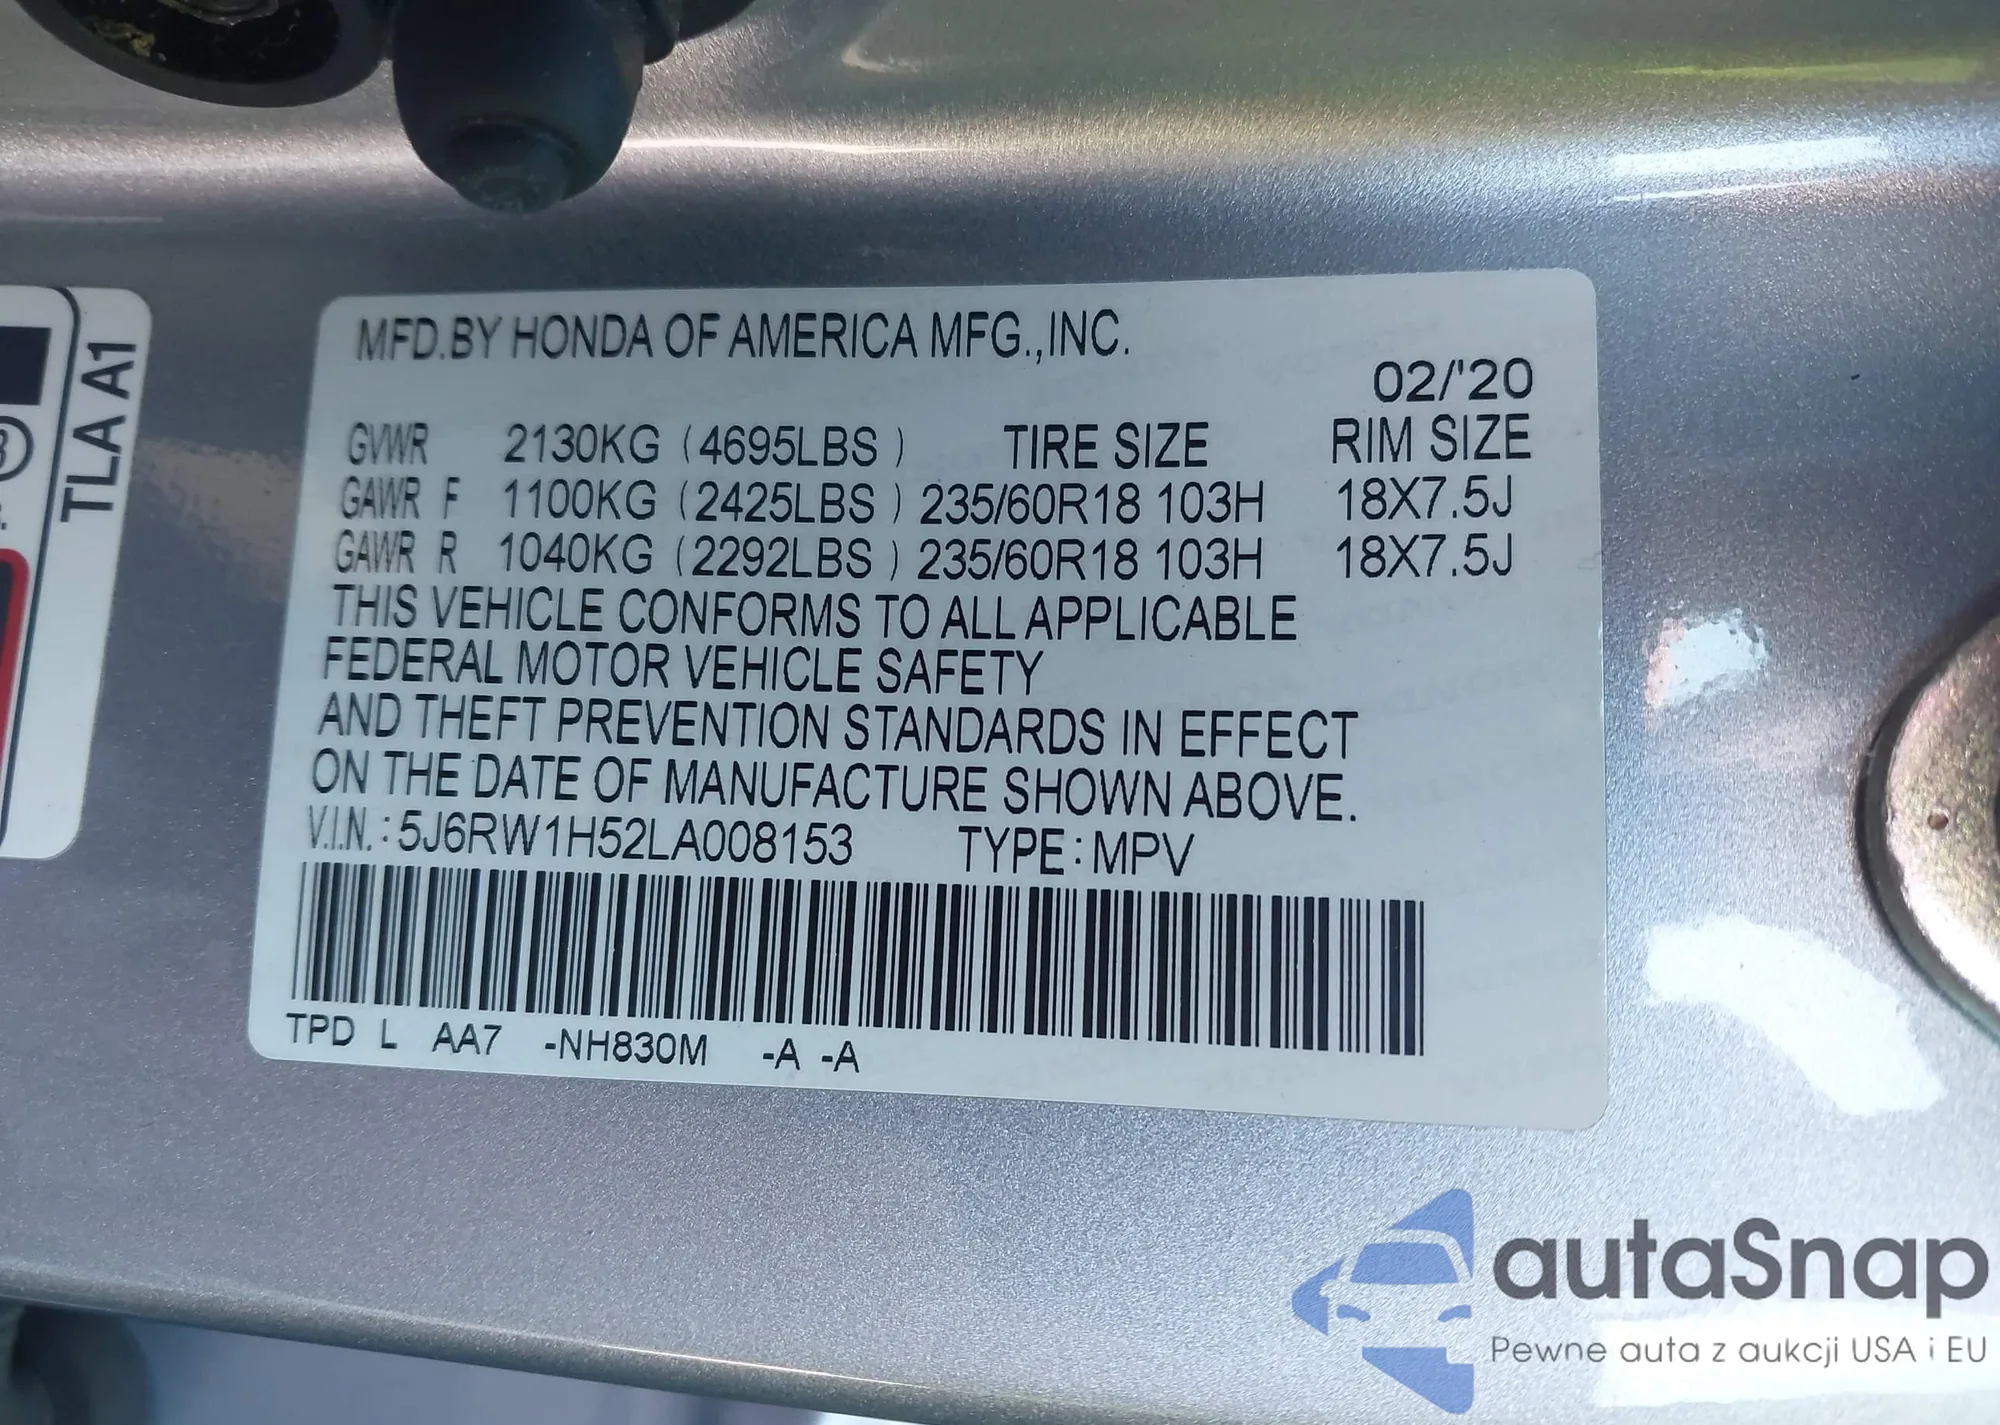 MFD.BY HONDA OF AMERICA MFG.,INC.
02/'20
GVWR 2130KG (4695LBS ) TIRE SIZE RIM SIZE
GAWR F 1100KG (2425LBS ) 235/60R18 103H 18X7.5J
GAWR R 1040KG (2292LBS ) 235/60R18 103H 18X7.5J
THIS VEHICLE CONFORMS TO ALL APPLICABLE
FEDERAL MOTOR VEHICLE SAFETY
AND THEFT PREVENTION STANDARDS IN EFFECT
ON THE DATE OF MANUFACTURE SHOWN ABOVE.
V.I.N.: 5J6RW1H52LA008153 TYPE: MPV
TPD L AA7 -NH830M -A -A
TLA A1
autaSnap
Pewne auta z aukcji USA i EU